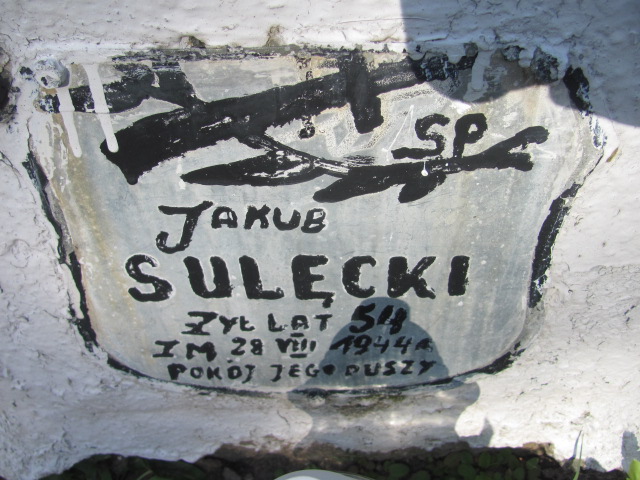 SP
JAKUB
SULĘCKI
ŻYŁ LAT 54
ZM 28 VIII 1944 R
POKÓJ JEGO DUSZY